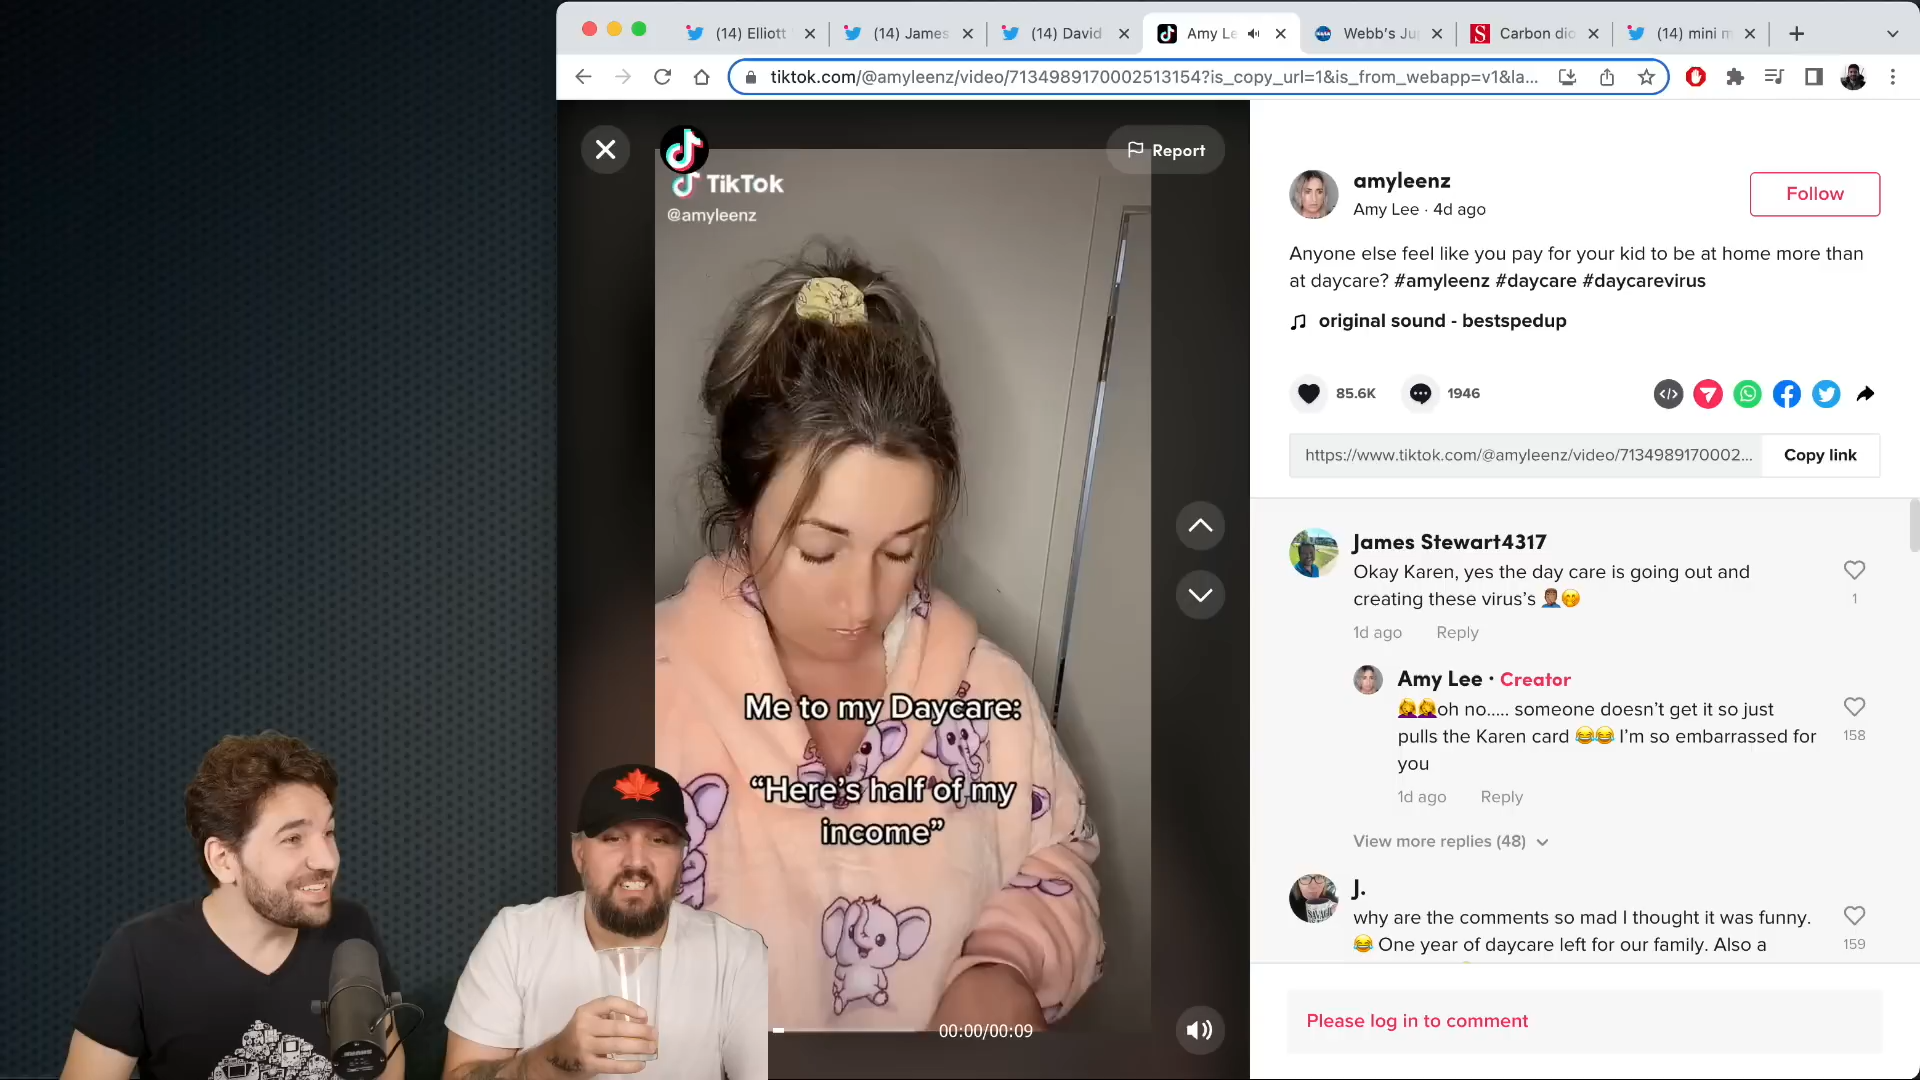 (14) Elliott
(14) James
(14) David
Amy Le
Webb's Ju
S
Carbon dio
(14) mini m
tiktok.com/@amyleenz/video/7134989170002513154?is_copy_url=1&is_from_webapp=v1&la...
Report
TikTok
@amyleenz
Me to my Daycare:
“Here’s half of my
income”
00:00/00:09
amyleenz
Amy Lee · 4d ago
Follow
Anyone else feel like you pay for your kid to be at home more than
at daycare? #amyleenz #daycare #daycarevirus
original sound - bestspedup
85.6K
1946
https://www.tiktok.com/@amyleenz/video/7134989170002...
Copy link
James Stewart4317
Okay Karen, yes the day care is going out and
creating these virus’s 🤦🏾‍♂️🤭
1
1d ago Reply
Amy Lee · Creator
🤦‍♀️🤦‍♀️oh no..... someone doesn’t get it so just
pulls the Karen card 😂😂 I’m so embarrassed for
you
158
1d ago Reply
View more replies (48)
J.
why are the comments so mad I thought it was funny.
😂 One year of daycare left for our family. Also a
159
Please log in to comment